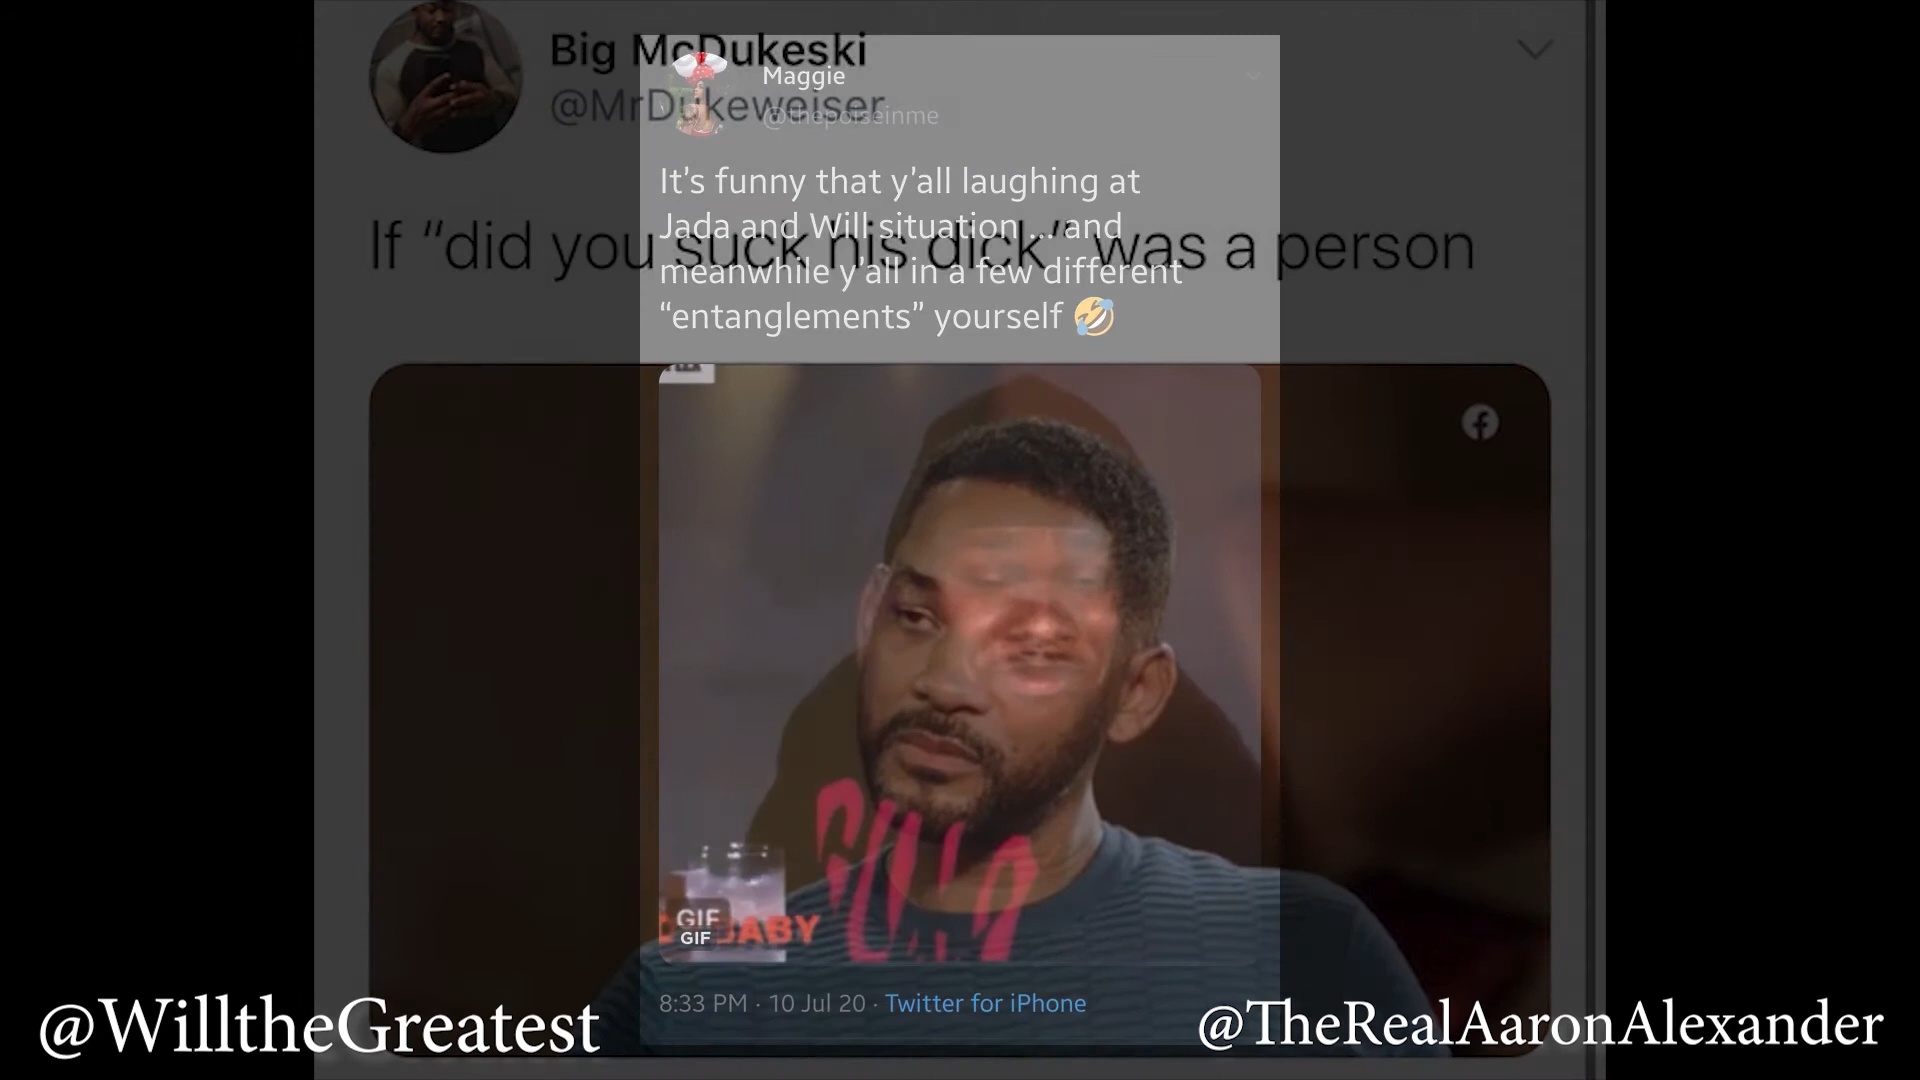 Big McDukeski
@MrDukeweiser
Maggie
@thepoiseinme
If “did you suck his dick” was a person
It’s funny that y’all laughing at
Jada and Will situation ... and
meanwhile y’all in a few different
“entanglements” yourself 🤣
GIF
GIF
BABY
8:33 PM · 10 Jul 20 · Twitter for iPhone
@WilltheGreatest
@TheRealAaronAlexander